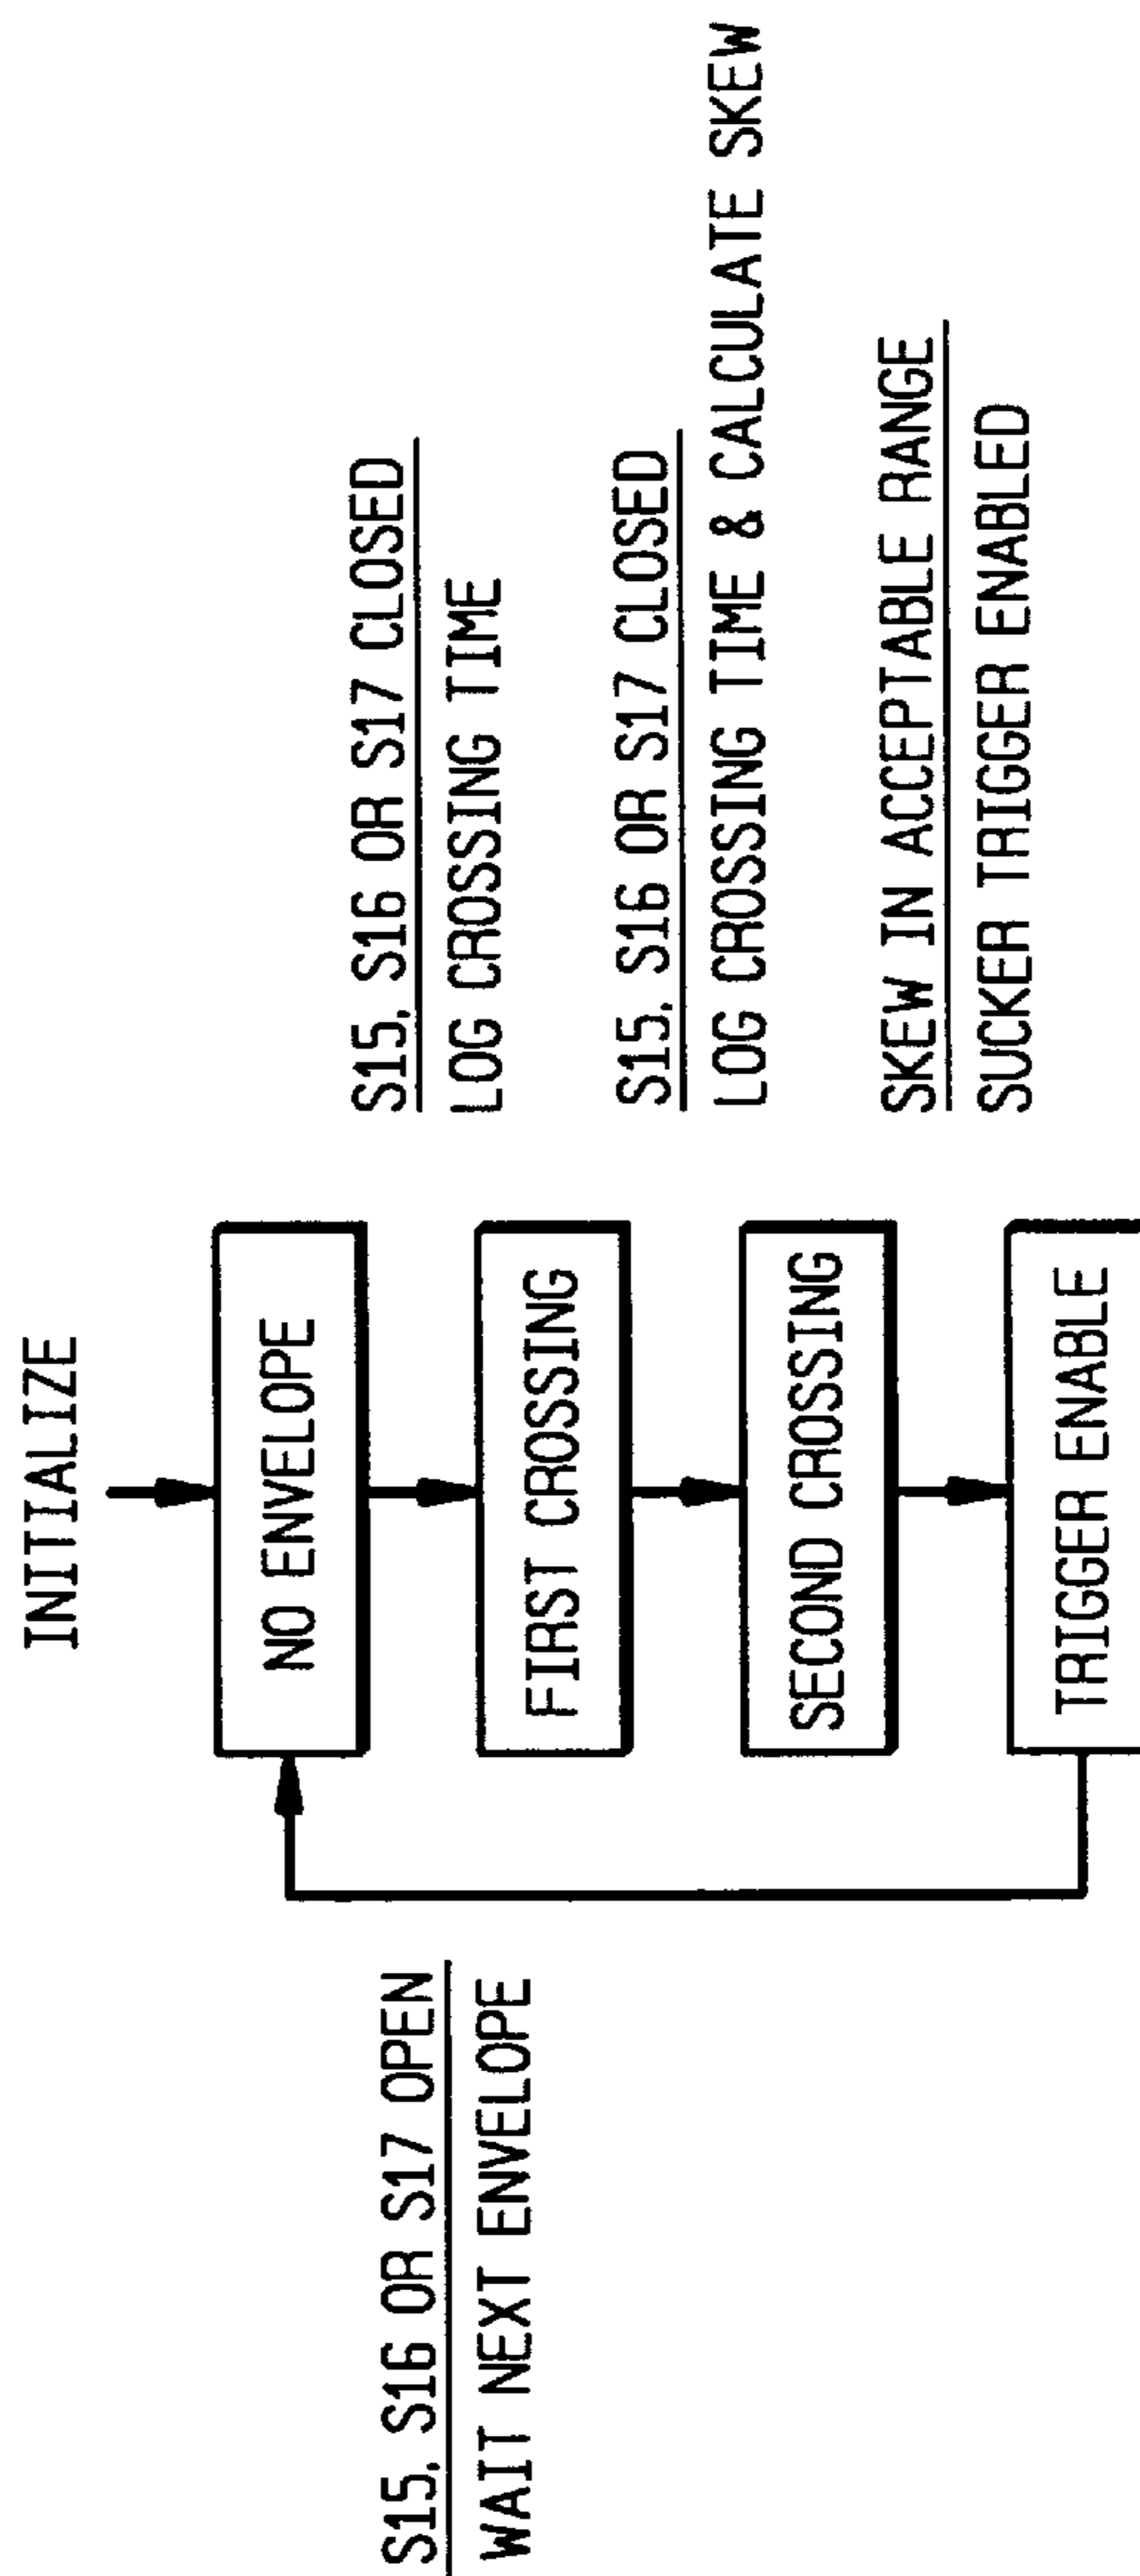 INITIALIZE
NO ENVELOPE
S15, S16 OR S17 CLOSED
LOG CROSSING TIME
FIRST CROSSING
S15, S16 OR S17 CLOSED
LOG CROSSING TIME & CALCULATE SKEW
SECOND CROSSING
SKEW IN ACCEPTABLE RANGE
SUCKER TRIGGER ENABLED
TRIGGER ENABLE
S15, S16 OR S17 OPEN
WAIT NEXT ENVELOPE